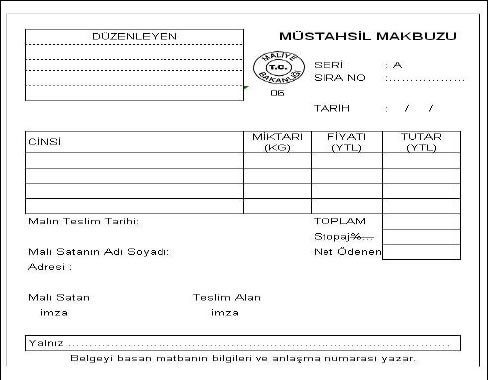 DÜZENLEYEN
MÜSTAHSİL MAKBUZU
MALİYE
T.C.
BAKANLIĞI
06
SERİ : A
SIRA NO :..................
TARİH : / /
CİNSİ MİKTARI (KG) FİYATI (YTL) TUTAR (YTL)
Malın Teslim Tarihi: TOPLAM
Stopaj%...
Malı Satanın Adı Soyadı: Net Ödenen
Adresi :
Malı Satan Teslim Alan
imza imza
Yalnız ..........................................................................................
Belgeyi basan matbanın bilgileri ve anlaşma numarası yazar.